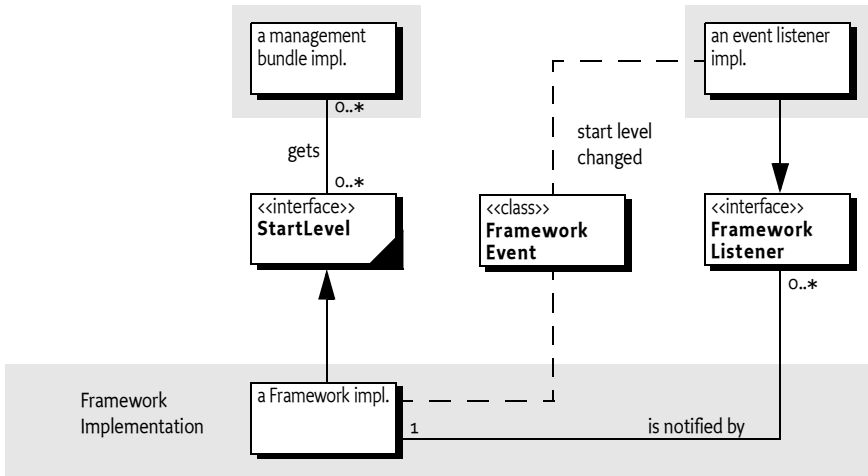 a management
bundle impl.
an event listener
impl.
0..*
gets
start level
changed
0..*
<<interface>>
StartLevel
<<class>>
Framework
Event
<<interface>>
Framework
Listener
0..*
Framework
Implementation
a Framework impl.
1
is notified by